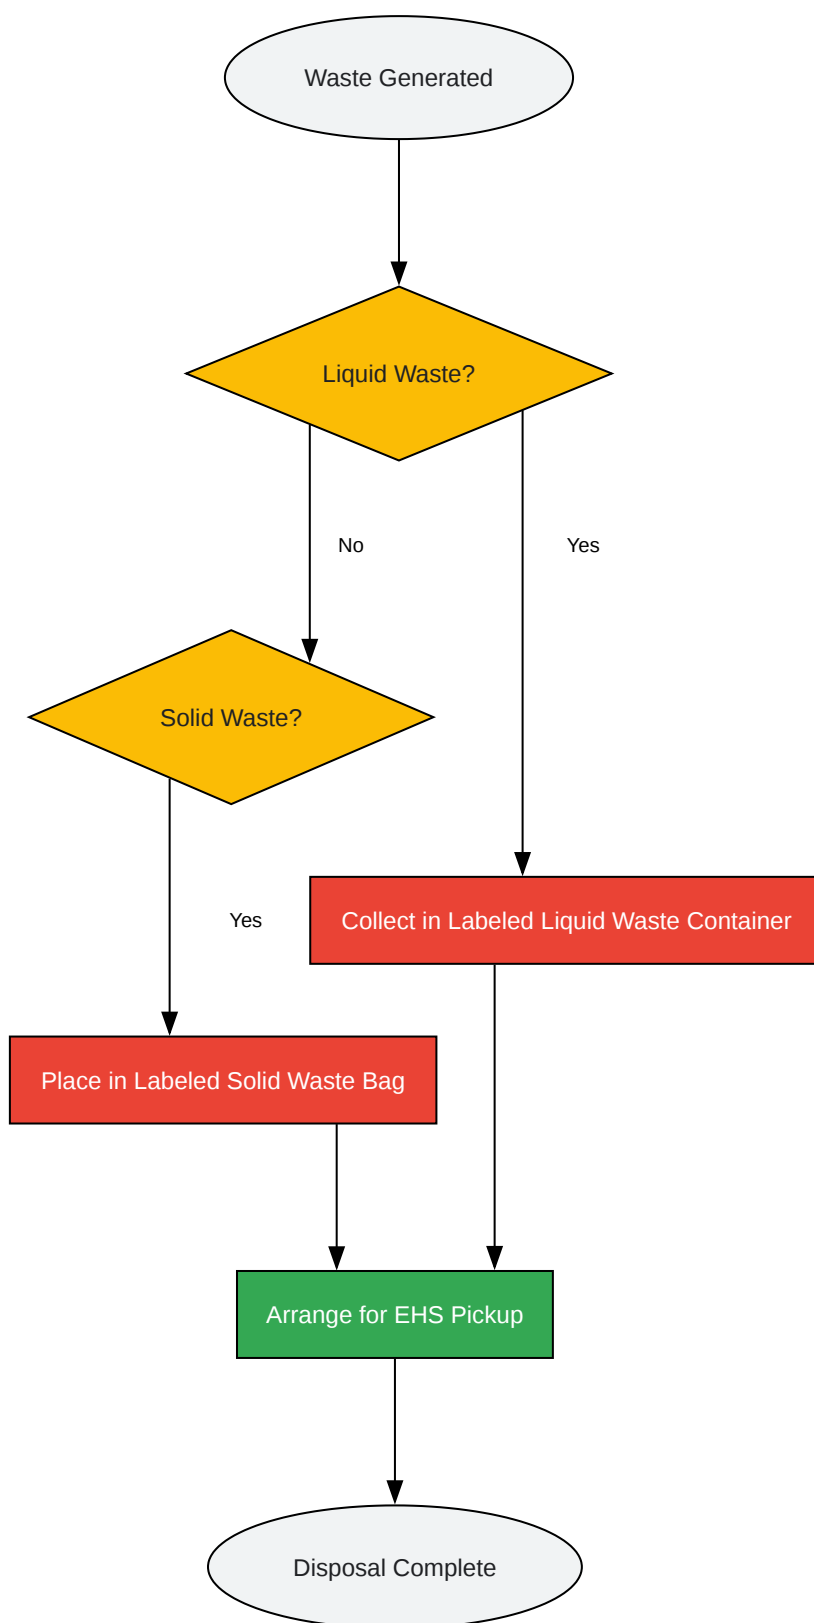 Waste Generated
Liquid Waste?
No
Yes
Solid Waste?
Yes
Collect in Labeled Liquid Waste Container
Place in Labeled Solid Waste Bag
Arrange for EHS Pickup
Disposal Complete